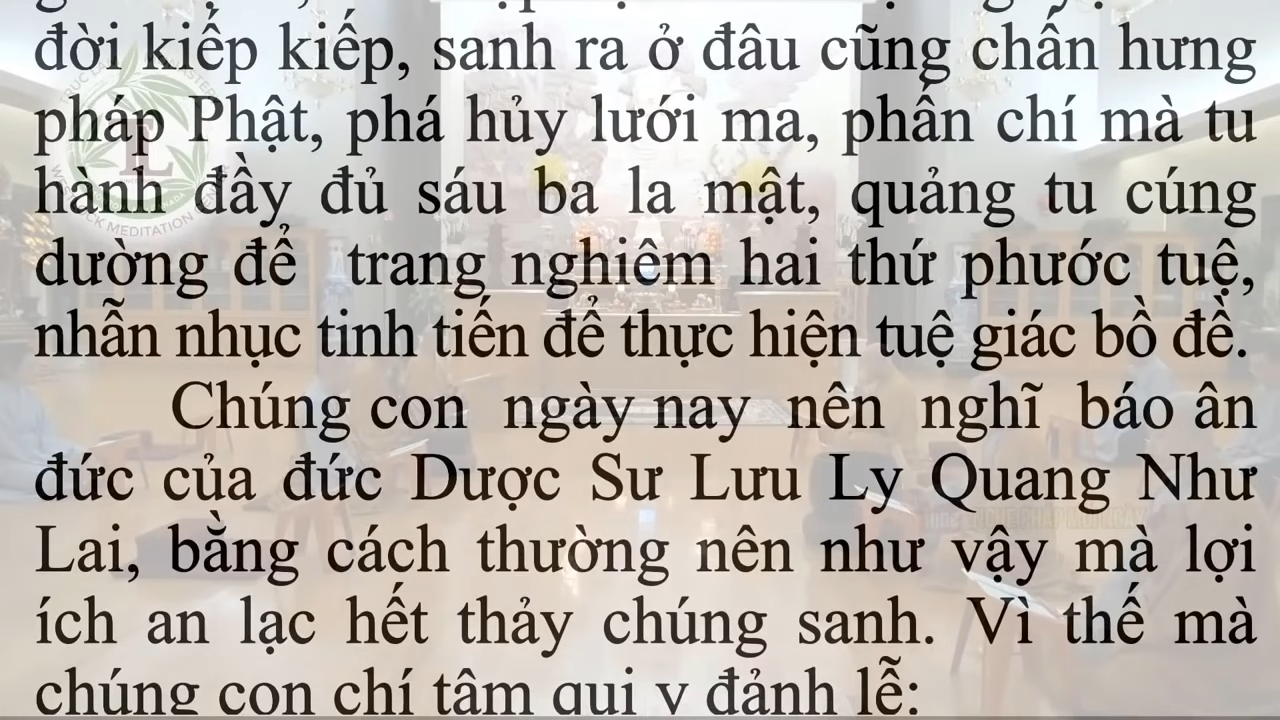 đời kiếp kiếp, sanh ra ở đâu cũng chấn hưng
pháp Phật, phá hủy lưới ma, phấn chí mà tu
hành đầy đủ sáu ba la mật, quảng tu cúng
dường để trang nghiêm hai thứ phước tuệ,
nhẫn nhục tinh tiến để thực hiện tuệ giác bồ đề.
Chúng con ngày nay nên nghĩ báo ân
đức của đức Dược Sư Lưu Ly Quang Như
Lai, bằng cách thường nên như vậy mà lợi
ích an lạc hết thảy chúng sanh. Vì thế mà
chúng con chí tâm qui y đảnh lễ:
MEDITATION